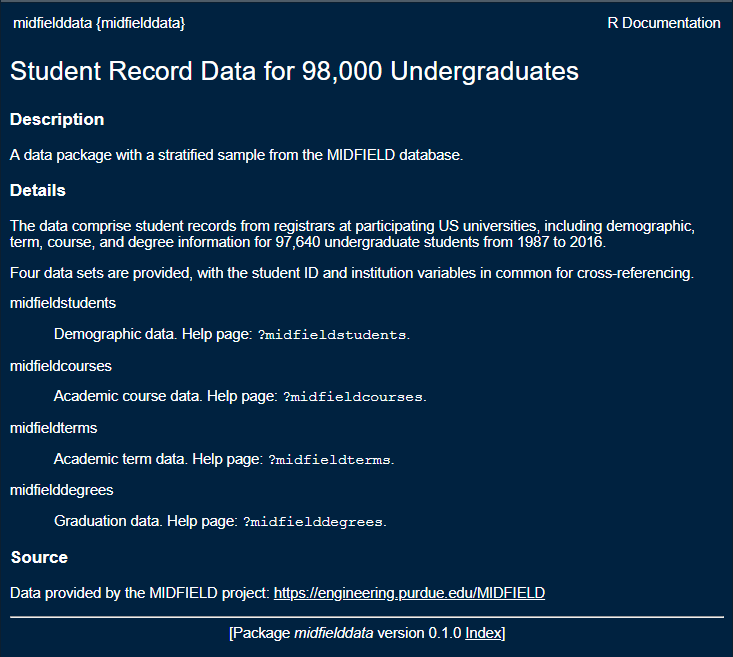 midfielddata {midfielddata} R Documentation
Student Record Data for 98,000 Undergraduates
Description
A data package with a stratified sample from the MIDFIELD database.
Details
The data comprise student records from registrars at participating US universities, including demographic,
term, course, and degree information for 97,640 undergraduate students from 1987 to 2016.
Four data sets are provided, with the student ID and institution variables in common for cross-referencing.
midfieldstudents
Demographic data. Help page: ?midfieldstudents.
midfieldcourses
Academic course data. Help page: ?midfieldcourses.
midfieldterms
Academic term data. Help page: ?midfieldterms.
midfielddegrees
Graduation data. Help page: ?midfielddegrees.
Source
Data provided by the MIDFIELD project: https://engineering.purdue.edu/MIDFIELD
[Package midfielddata version 0.1.0 Index]